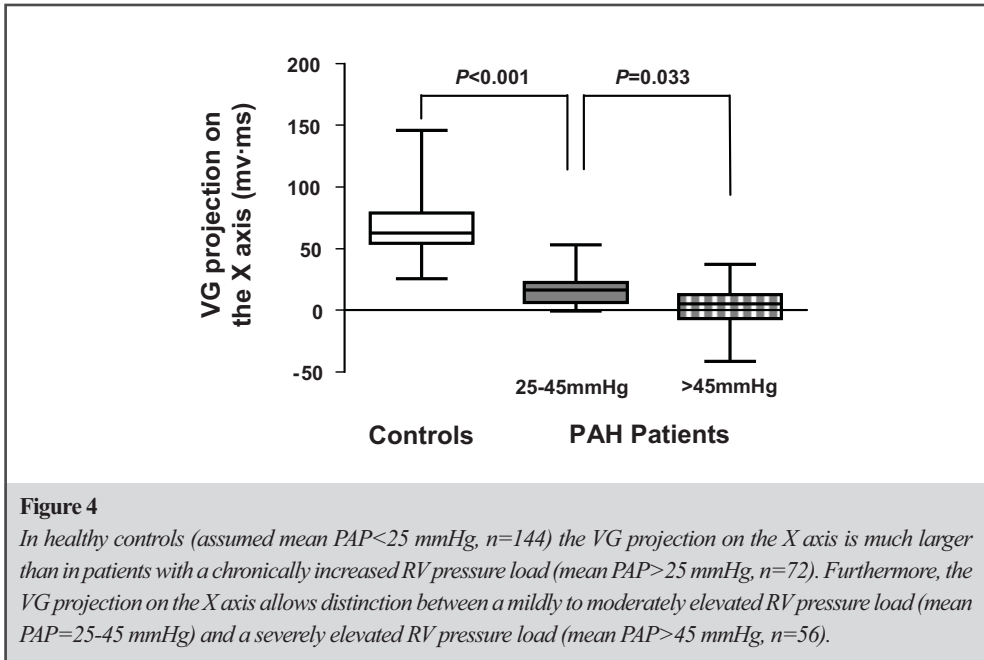 200
P<0.001
P=0.033
150
100
50
0
-50
VG projection on
the X axis (mv·ms)
25-45mmHg
>45mmHg
Controls
PAH Patients
Figure 4
In healthy controls (assumed mean PAP<25 mmHg, n=144) the VG projection on the X axis is much larger
than in patients with a chronically increased RV pressure load (mean PAP>25 mmHg, n=72). Furthermore, the
VG projection on the X axis allows distinction between a mildly to moderately elevated RV pressure load (mean
PAP=25-45 mmHg) and a severely elevated RV pressure load (mean PAP>45 mmHg, n=56).